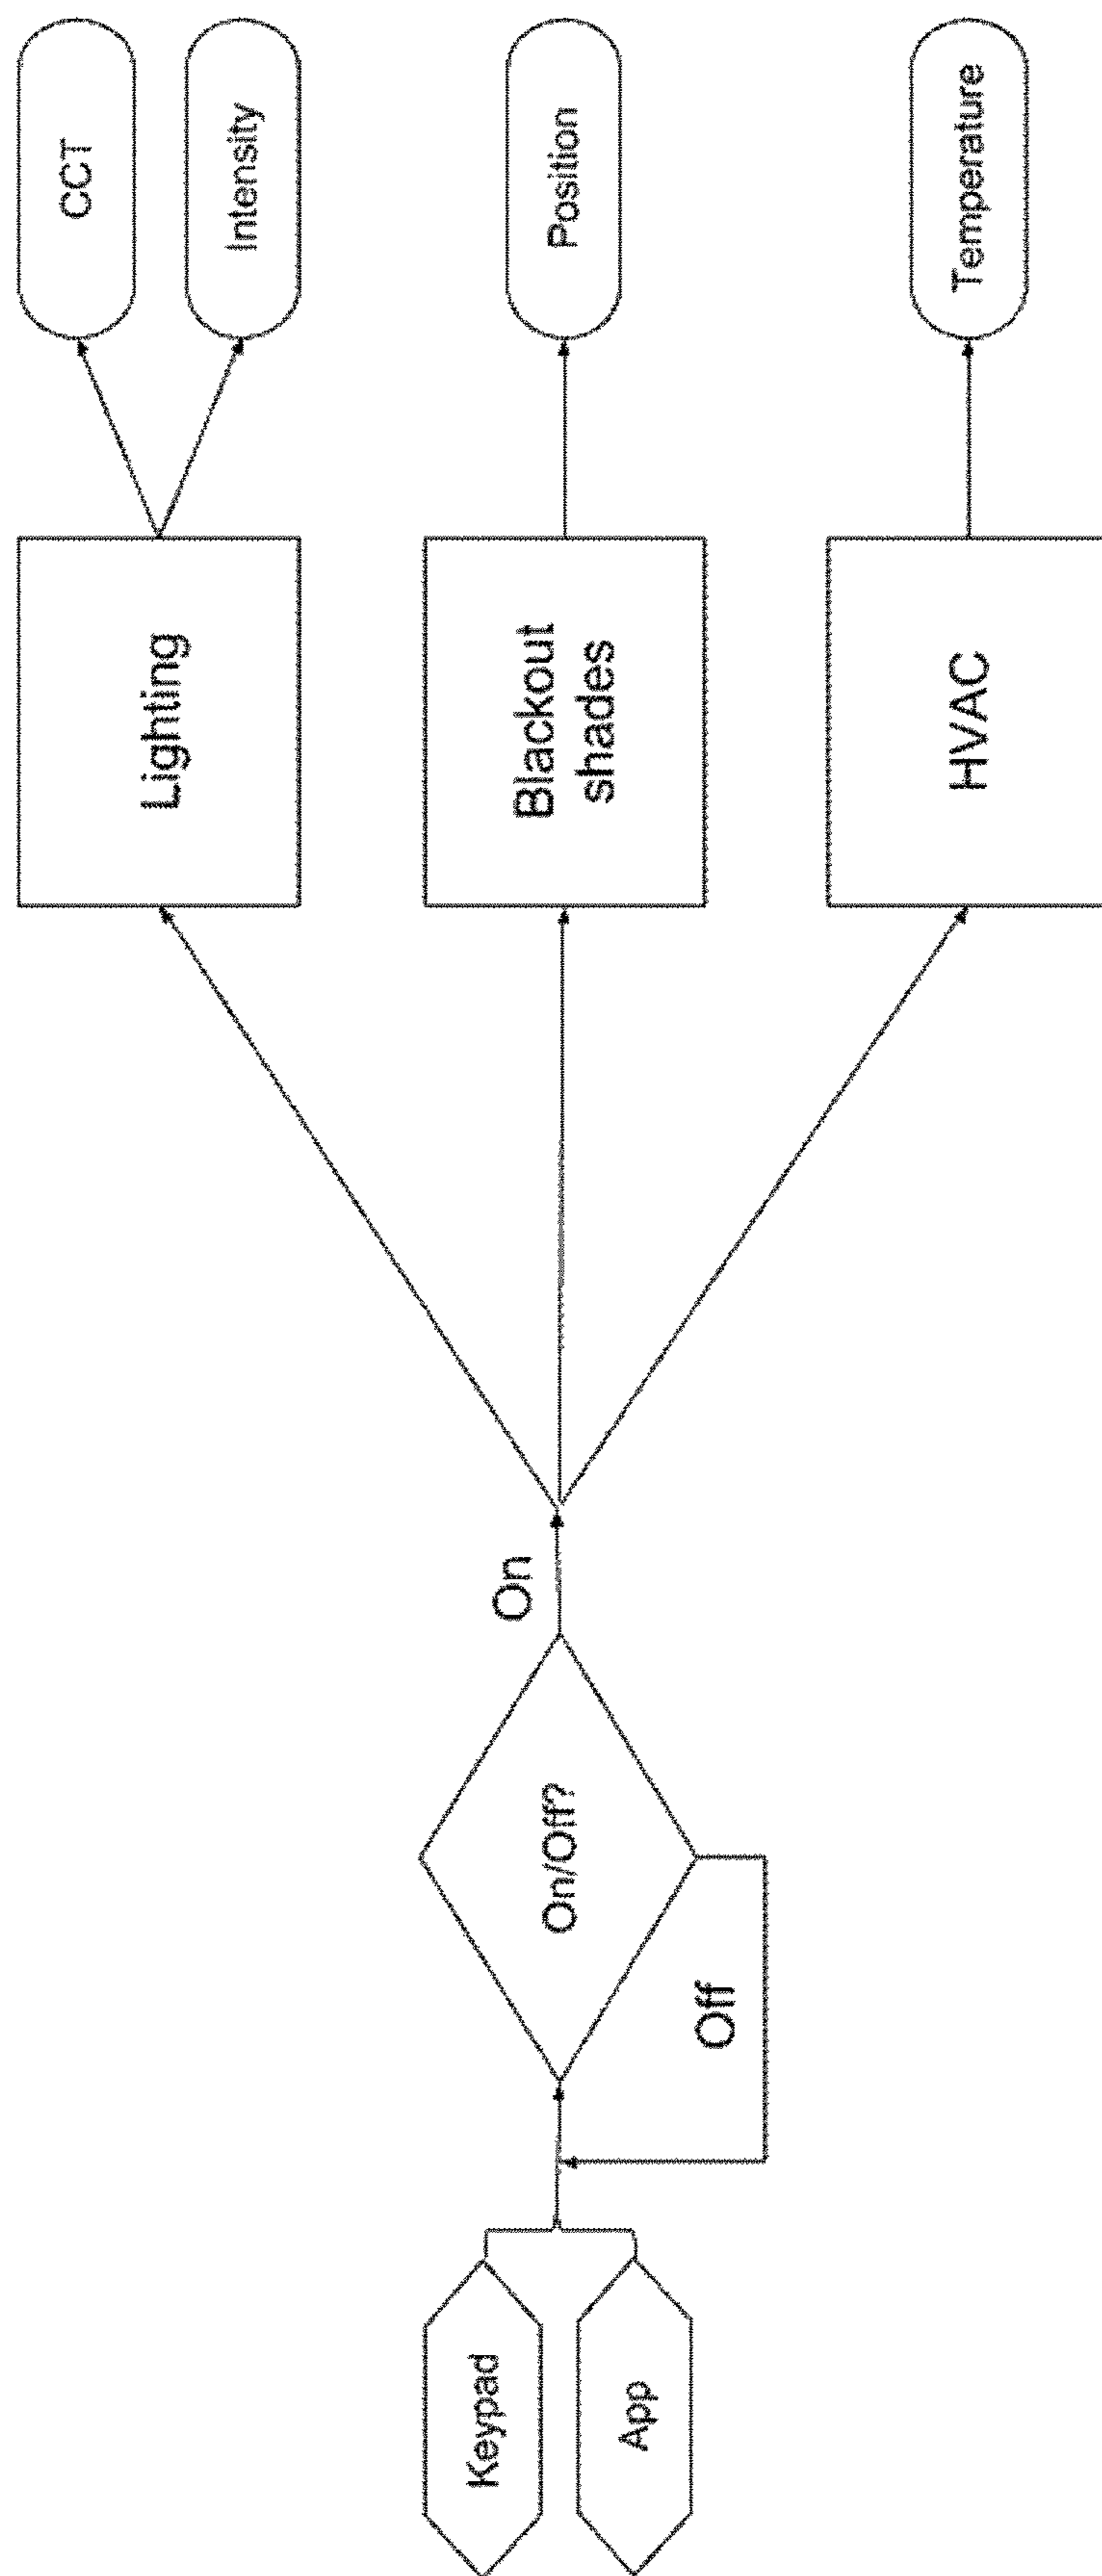 Keypad
App
On/Off?
Off
On
Lighting
Blackout
shades
HVAC
CCT
Intensity
Position
Temperature